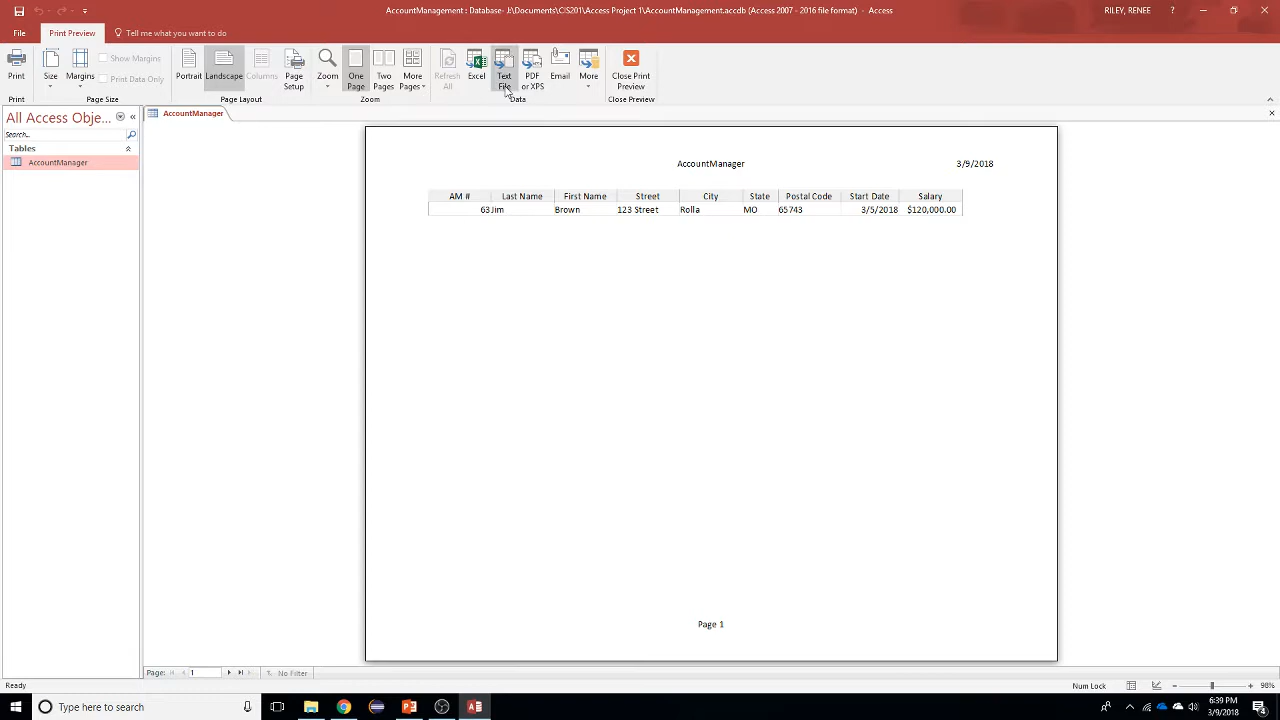 AccountManagement : Database- J:\Documents\CIS201\Access Project 1\AccountManagement.accdb (Access 2007 - 2016 file format) - Access
RILEY, RENEE
?
File
Print Preview
Tell me what you want to do
Print
Size
Margins
Show Margins
Print Data Only
Portrait
Landscape
Columns
Page Setup
Zoom
One Page
Two Pages
More Pages
Refresh All
Excel
Text File
PDF or XPS
Email
More
Close Print Preview
Print
Page Size
Page Layout
Zoom
Data
Close Preview
All Access Obje...
Search...
Tables
AccountManager
AccountManager
AccountManager 3/9/2018
AM # Last Name First Name Street City State Postal Code Start Date Salary
63 Jim Brown 123 Street Rolla MO 65743 3/5/2018 $120,000.00
Page 1
Page: 1
No Filter
Ready
Num Lock
98%
Type here to search
6:39 PM
3/9/2018